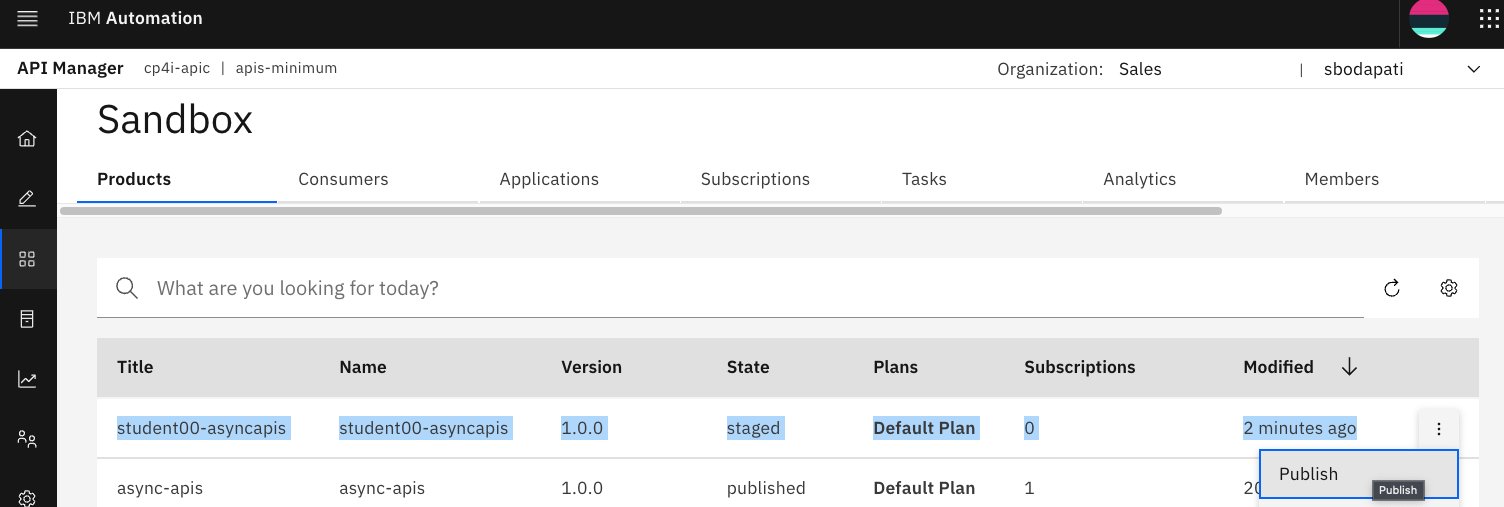 IBM Automation
API Manager cp4i-apic | apis-minimum Organization: Sales | sbodapati
Sandbox
Products Consumers Applications Subscriptions Tasks Analytics Members
What are you looking for today?
Title Name Version State Plans Subscriptions Modified
student00-asyncapis student00-asyncapis 1.0.0 staged Default Plan 0 2 minutes ago
Publish
Publish
async-apis async-apis 1.0.0 published Default Plan 1